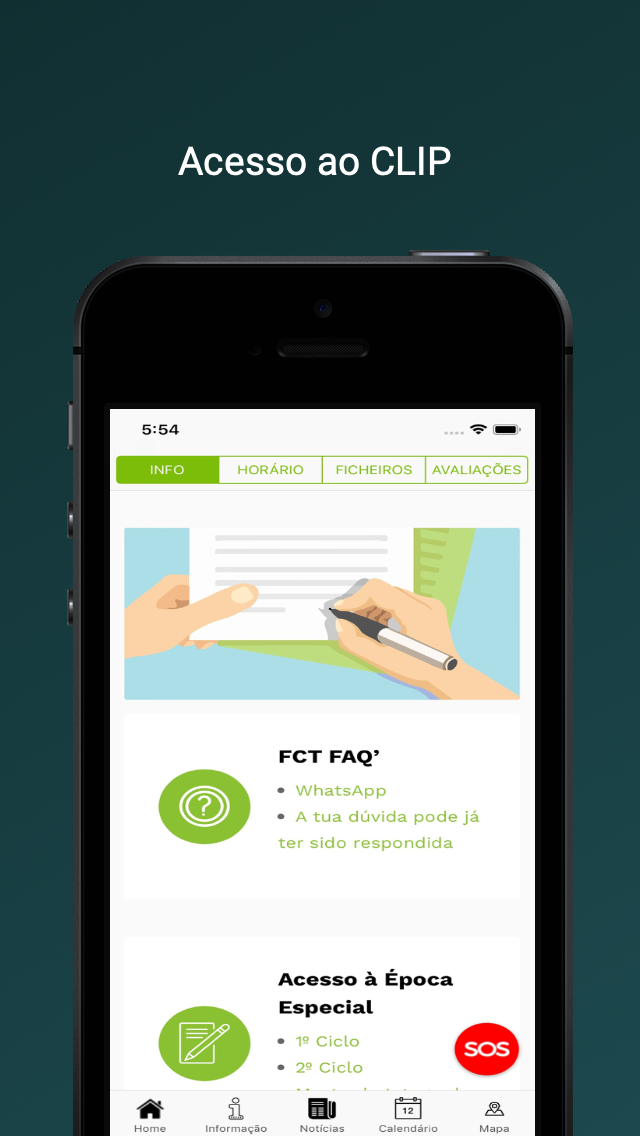 Acesso ao CLIP
5:54
INFO HORÁRIO FICHEIROS AVALIAÇÕES
FCT FAQ’
• WhatsApp
• A tua dúvida pode já
ter sido respondida
Acesso à Época
Especial
• 1º Ciclo
• 2º Ciclo
SOS
12
Home Informação Notícias Calendário Mapa